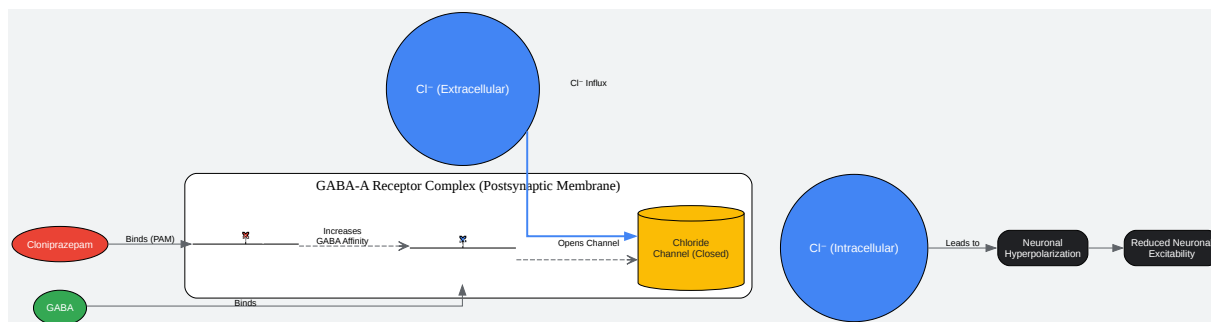 Cl⁻ (Extracellular)
Cl⁻ Influx
GABA-A Receptor Complex (Postsynaptic Membrane)
Cloniprazepam
Binds (PAM)
Increases
GABA Affinity
Opens Channel
Chloride
Channel (Closed)
Cl⁻ (Intracellular)
Leads to
Neuronal
Hyperpolarization
Reduced Neuronal
Excitability
GABA
Binds